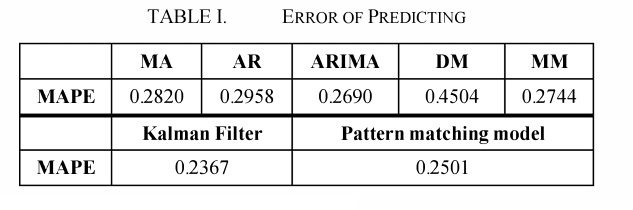 TABLE I. ERROR OF PREDICTING
MA AR ARIMA DM MM
MAPE 0.2820 0.2958 0.2690 0.4504 0.2744
Kalman Filter Pattern matching model
MAPE 0.2367 0.2501